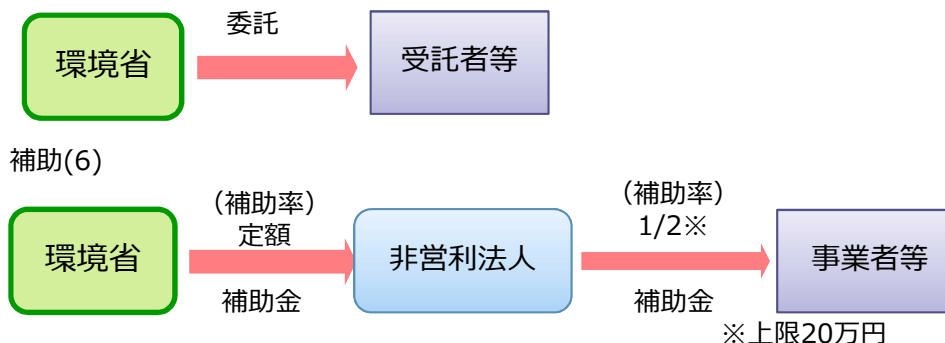 委託
環境省
受託者等
補助(6)
（補助率）
定額
（補助率）
1/2※
環境省
非営利法人
事業者等
補助金
補助金
※上限20万円